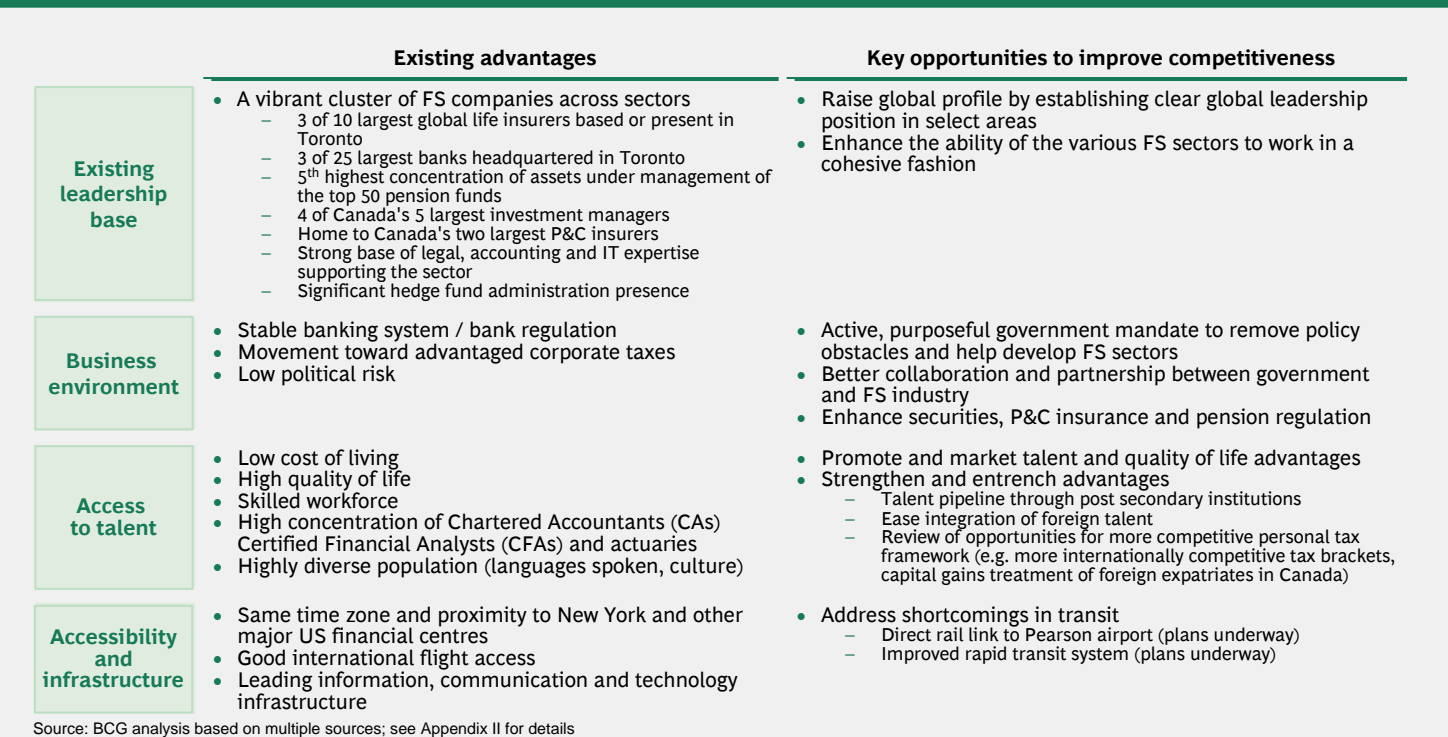 Existing advantages
Key opportunities to improve competitiveness
Existing
leadership
base
• A vibrant cluster of FS companies across sectors
– 3 of 10 largest global life insurers based or present in
Toronto
– 3 of 25 largest banks headquartered in Toronto
– 5th highest concentration of assets under management of
the top 50 pension funds
– 4 of Canada's 5 largest investment managers
– Home to Canada's two largest P&C insurers
– Strong base of legal, accounting and IT expertise
supporting the sector
– Significant hedge fund administration presence
• Raise global profile by establishing clear global leadership
position in select areas
• Enhance the ability of the various FS sectors to work in a
cohesive fashion
Business
environment
• Stable banking system / bank regulation
• Movement toward advantaged corporate taxes
• Low political risk
• Active, purposeful government mandate to remove policy
obstacles and help develop FS sectors
• Better collaboration and partnership between government
and FS industry
• Enhance securities, P&C insurance and pension regulation
Access
to talent
• Low cost of living
• High quality of life
• Skilled workforce
• High concentration of Chartered Accountants (CAs)
Certified Financial Analysts (CFAs) and actuaries
• Highly diverse population (languages spoken, culture)
• Promote and market talent and quality of life advantages
• Strengthen and entrench advantages
– Talent pipeline through post secondary institutions
– Ease integration of foreign talent
– Review of opportunities for more competitive personal tax
framework (e.g. more internationally competitive tax brackets,
capital gains treatment of foreign expatriates in Canada)
Accessibility
and
infrastructure
• Same time zone and proximity to New York and other
major US financial centres
• Good international flight access
• Leading information, communication and technology
infrastructure
• Address shortcomings in transit
– Direct rail link to Pearson airport (plans underway)
– Improved rapid transit system (plans underway)
Source: BCG analysis based on multiple sources; see Appendix II for details